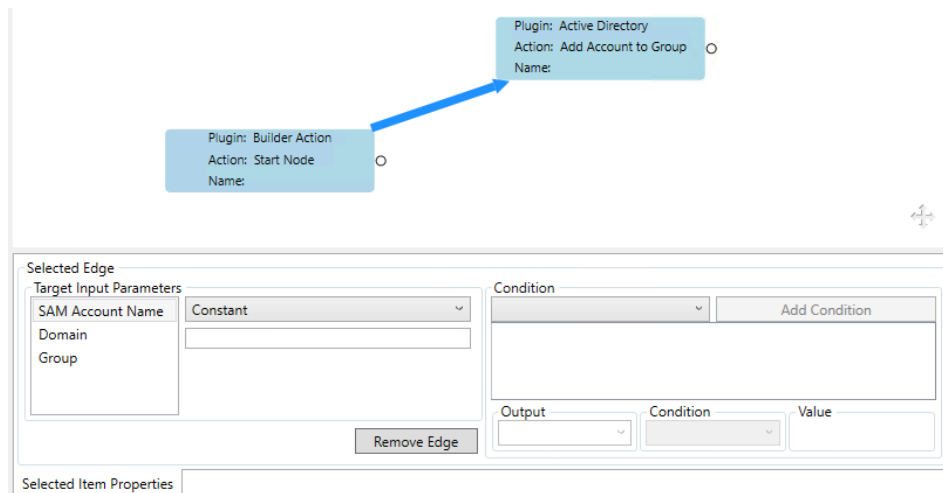 Plugin: Active Directory
Action: Add Account to Group
Name:
Plugin: Builder Action
Action: Start Node
Name:
Selected Edge
Target Input Parameters
SAM Account Name
Domain
Group
Constant
Remove Edge
Condition
Add Condition
Output
Condition
Value
Selected Item Properties